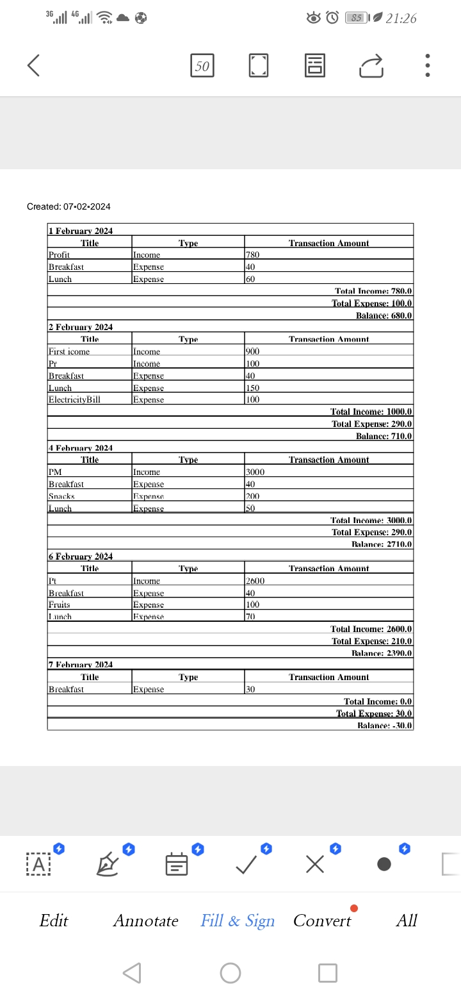 3G 4G 85 21:26
50
Created: 07-02-2024
1 February 2024
Title Type Transaction Amount
Profit Income 780
Breakfast Expense 40
Lunch Expense 60
Total Income: 780.0
Total Expense: 100.0
Balance: 680.0
2 February 2024
Title Type Transaction Amount
First icome Income 900
Pr Income 100
Breakfast Expense 40
Lunch Expense 150
ElectricityBill Expense 100
Total Income: 1000.0
Total Expense: 290.0
Balance: 710.0
4 February 2024
Title Type Transaction Amount
PM Income 3000
Breakfast Expense 40
Snacks Expense 200
Lunch Expense 50
Total Income: 3000.0
Total Expense: 290.0
Balance: 2710.0
6 February 2024
Title Type Transaction Amount
Pt Income 2600
Breakfast Expense 40
Fruits Expense 100
Lunch Expense 70
Total Income: 2600.0
Total Expense: 210.0
Balance: 2390.0
7 February 2024
Title Type Transaction Amount
Breakfast Expense 30
Total Income: 0.0
Total Expense: 30.0
Balance: -30.0
A
Edit Annotate Fill & Sign Convert All